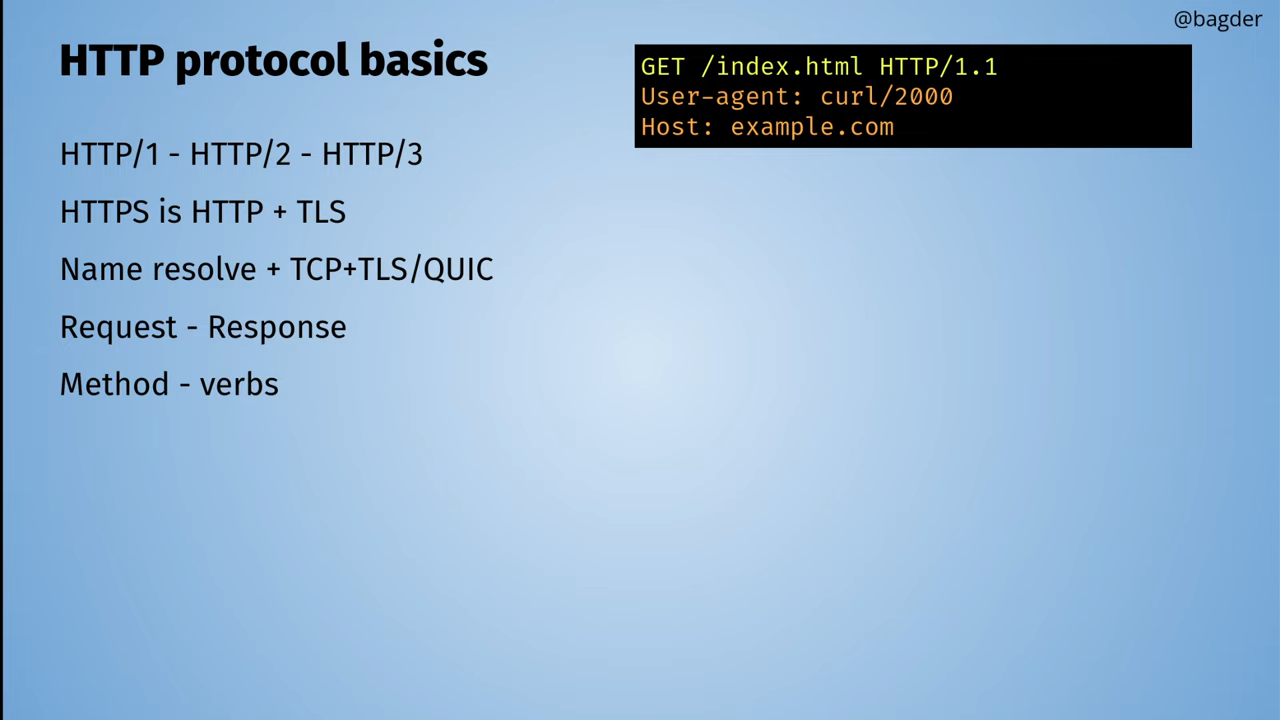 @bagder
HTTP protocol basics
HTTP/1 - HTTP/2 - HTTP/3
HTTPS is HTTP + TLS
Name resolve + TCP+TLS/QUIC
Request - Response
Method - verbs
GET /index.html HTTP/1.1
User-agent: curl/2000
Host: example.com